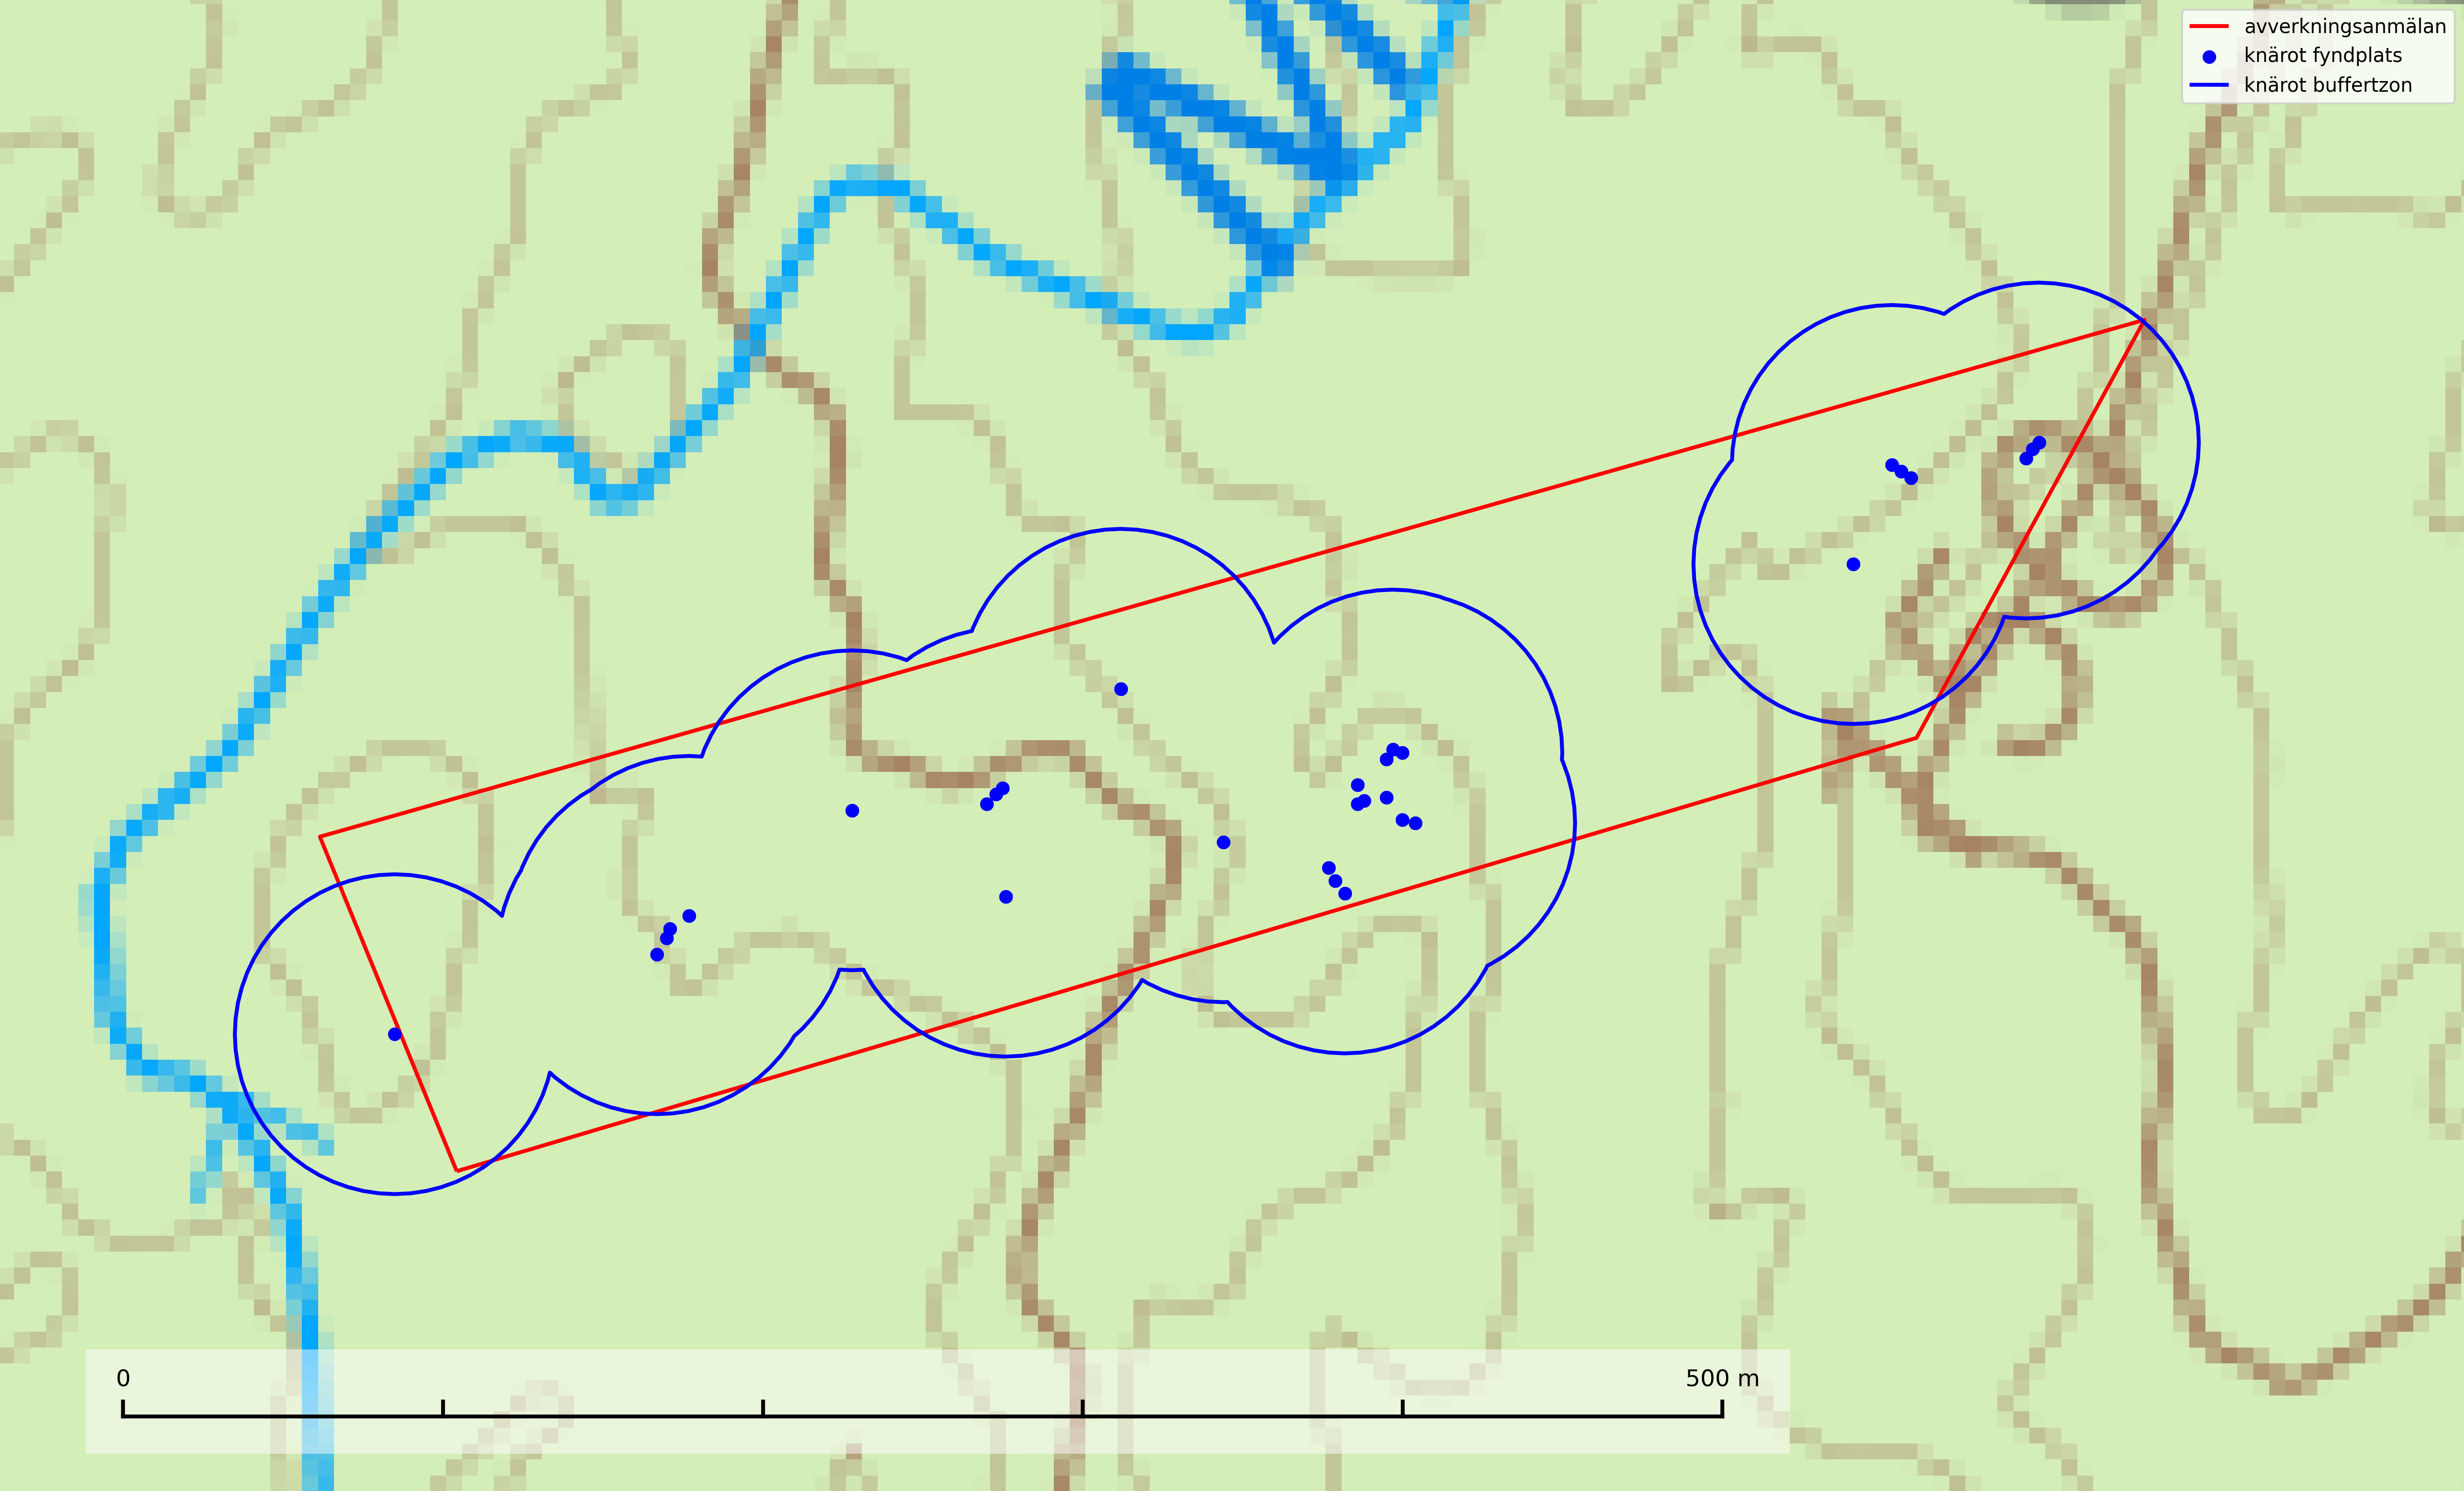 avverkningsanmälan
knärot fyndplats
knärot buffertzon
0 500 m